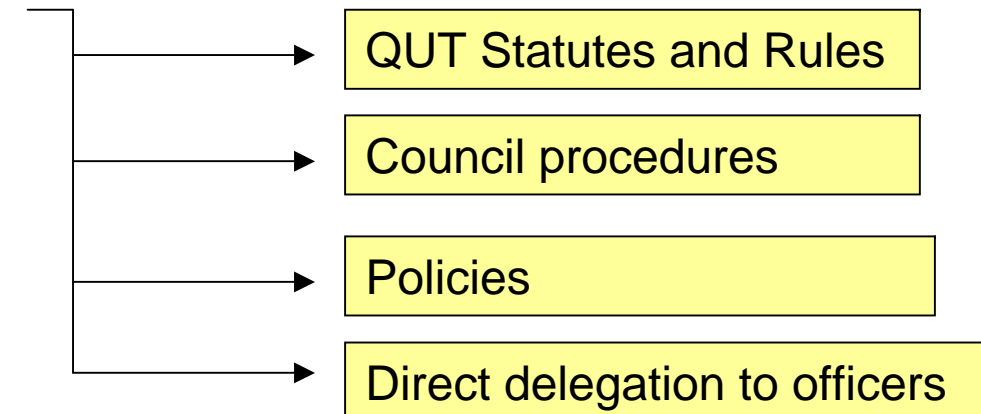 QUT Statutes and Rules
Council procedures
Policies
Direct delegation to officers